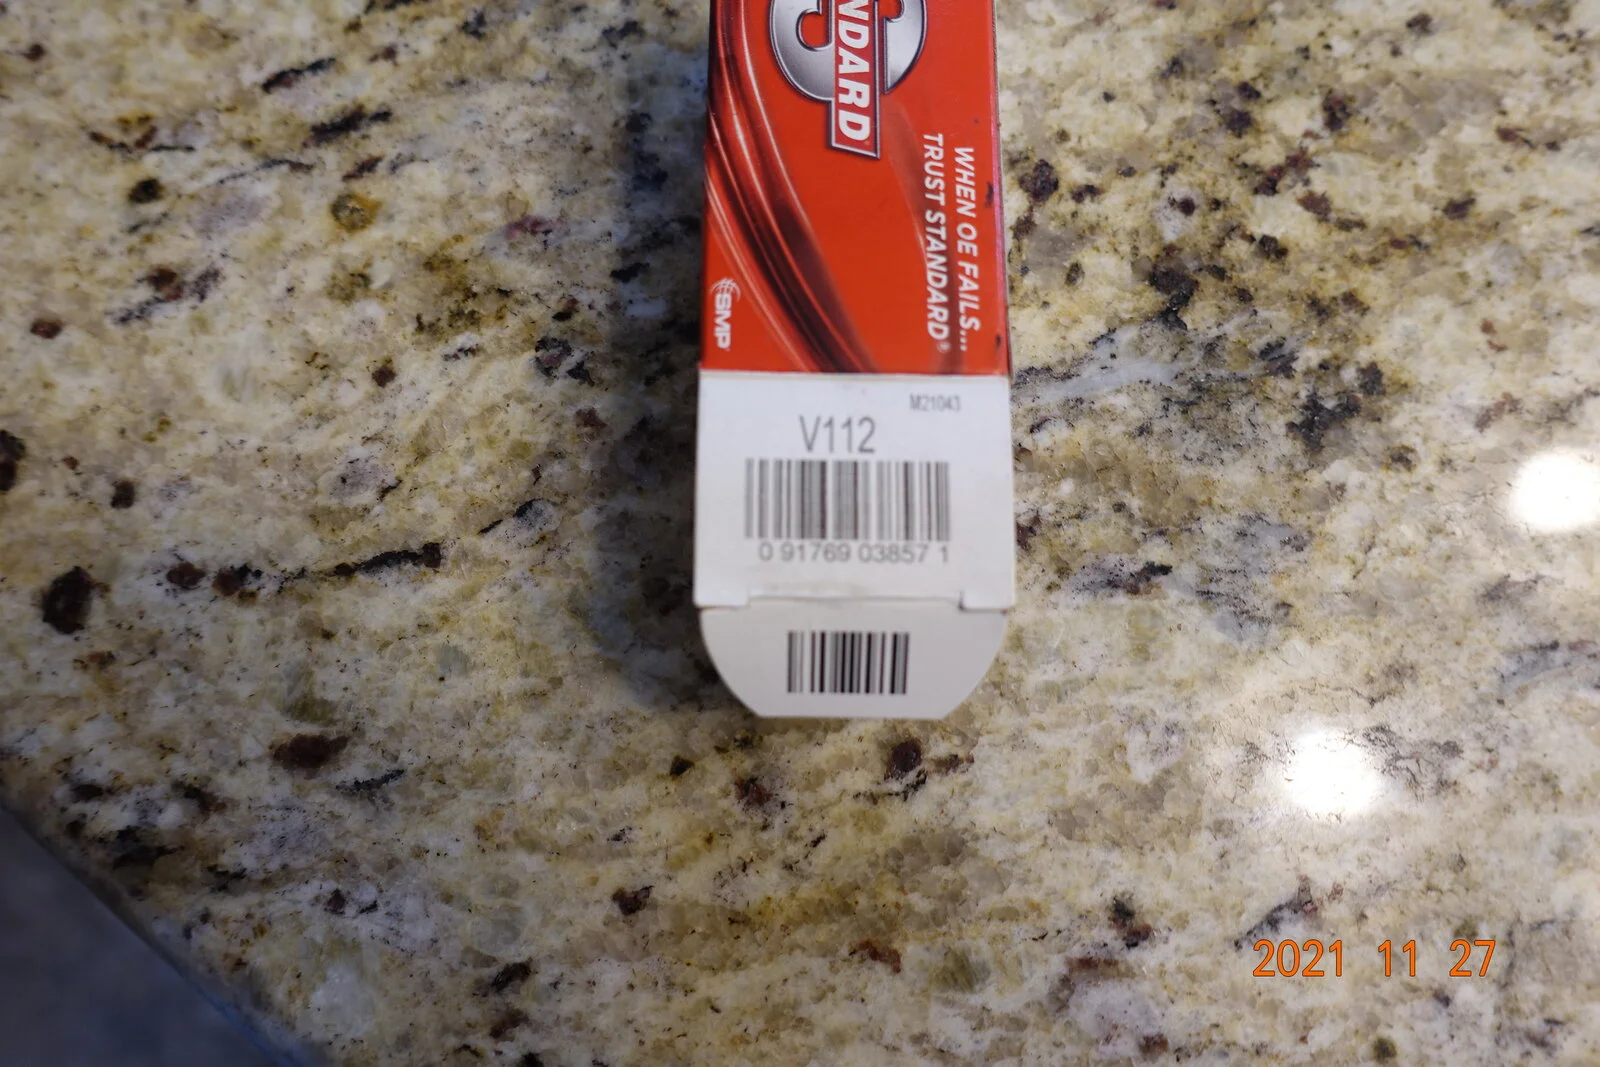 NDARD
WHEN OE FAILS...
TRUST STANDARD®
SMP
M21043
V112
0 91769 03857 1
2021 11 27